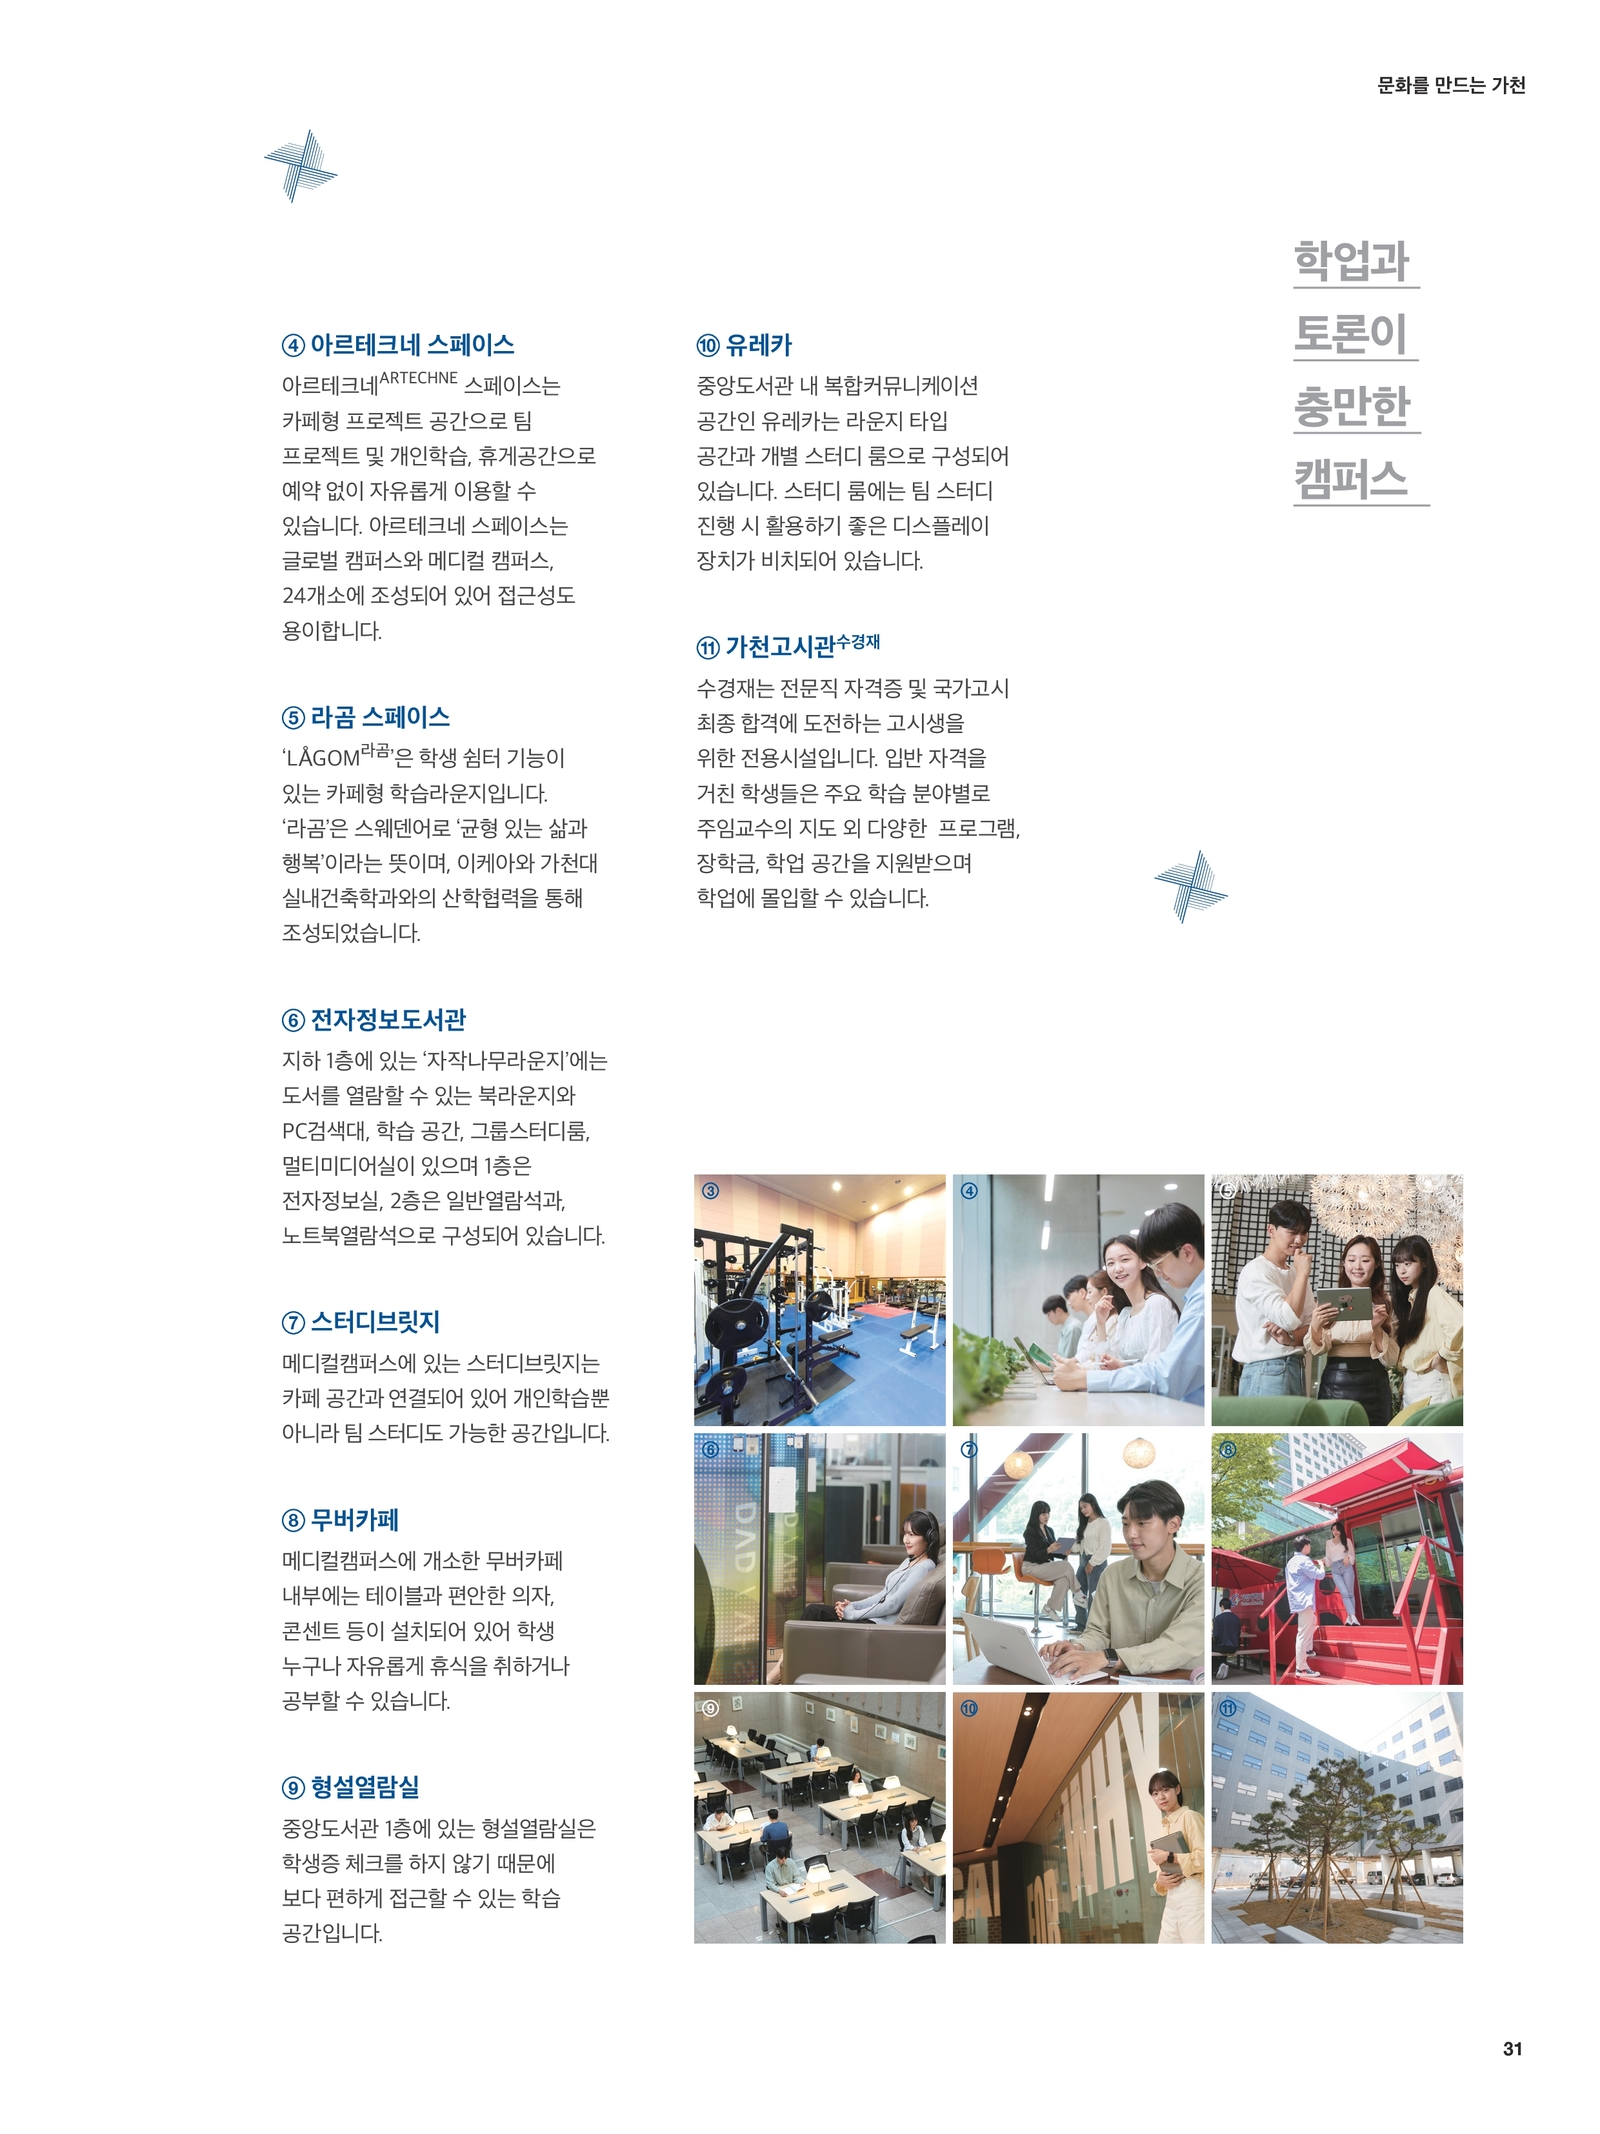 문화를 만드는 가천
학업과
토론이
충만한
캠퍼스
④ 아르테크네 스페이스
아르테크네ARTECHNE 스페이스는
카페형 프로젝트 공간으로 팀
프로젝트 및 개인학습, 휴게공간으로
예약 없이 자유롭게 이용할 수
있습니다. 아르테크네 스페이스는
글로벌 캠퍼스와 메디컬 캠퍼스,
24개소에 조성되어 있어 접근성도
용이합니다.
⑤ 라곰 스페이스
‘LÅGOM라곰’은 학생 쉼터 기능이
있는 카페형 학습라운지입니다.
‘라곰’은 스웨덴어로 ‘균형 있는 삶과
행복’이라는 뜻이며, 이케아와 가천대
실내건축학과와의 산학협력을 통해
조성되었습니다.
⑥ 전자정보도서관
지하 1층에 있는 ‘자작나무라운지’에는
도서를 열람할 수 있는 북라운지와
PC검색대, 학습 공간, 그룹스터디룸,
멀티미디어실이 있으며 1층은
전자정보실, 2층은 일반열람석과,
노트북열람석으로 구성되어 있습니다.
⑦ 스터디브릿지
메디컬캠퍼스에 있는 스터디브릿지는
카페 공간과 연결되어 있어 개인학습뿐
아니라 팀 스터디도 가능한 공간입니다.
⑧ 무버카페
메디컬캠퍼스에 개소한 무버카페
내부에는 테이블과 편안한 의자,
콘센트 등이 설치되어 있어 학생
누구나 자유롭게 휴식을 취하거나
공부할 수 있습니다.
⑨ 형설열람실
중앙도서관 1층에 있는 형설열람실은
학생증 체크를 하지 않기 때문에
보다 편하게 접근할 수 있는 학습
공간입니다.
⑩ 유레카
중앙도서관 내 복합커뮤니케이션
공간인 유레카는 라운지 타입
공간과 개별 스터디 룸으로 구성되어
있습니다. 스터디 룸에는 팀 스터디
진행 시 활용하기 좋은 디스플레이
장치가 비치되어 있습니다.
⑪ 가천고시관수경재
수경재는 전문직 자격증 및 국가고시
최종 합격에 도전하는 고시생을
위한 전용시설입니다. 입반 자격을
거친 학생들은 주요 학습 분야별로
주임교수의 지도 외 다양한 프로그램,
장학금, 학업 공간을 지원받으며
학업에 몰입할 수 있습니다.
③
④
⑤
⑥
⑦
⑧
⑨
⑩
⑪
31